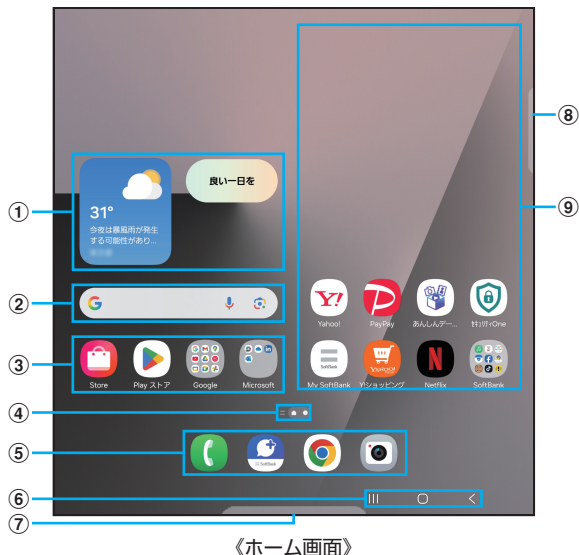 ①
良い一日を
31°
今夜は暴風雨が発生
する可能性があり...
②
G
③
Store
Play ストア
Google
Microsoft
④
⑤
SoftBank
⑥
⑦
⑧
⑨
Y!
Yahoo!
PayPay
あんしんデー...
ｾｷｭﾘﾃｨOne
SoftBank
My SoftBank
YAHOO!
Y!ショッピング
N
Netflix
SoftBank
《ホーム画面》